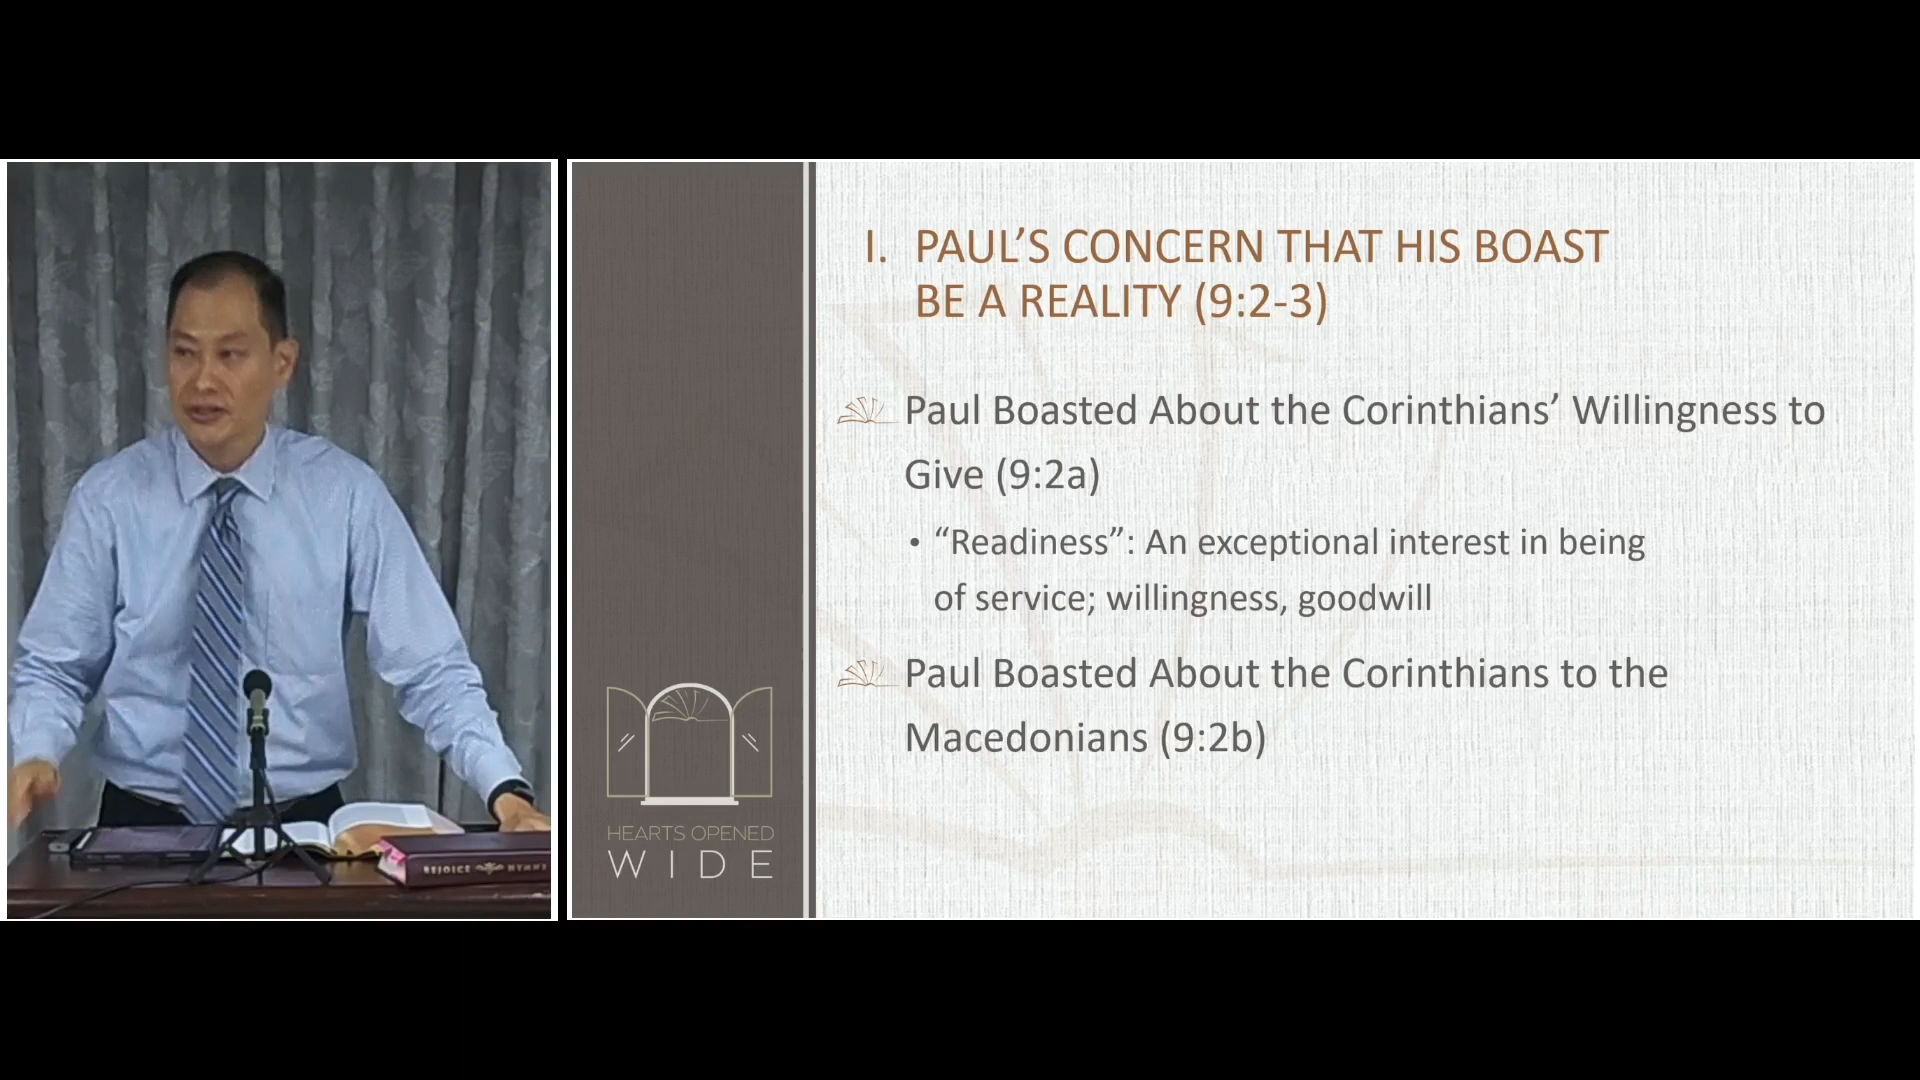 I. PAUL’S CONCERN THAT HIS BOAST
BE A REALITY (9:2-3)
Paul Boasted About the Corinthians’ Willingness to
Give (9:2a)
• “Readiness”: An exceptional interest in being
of service; willingness, goodwill
Paul Boasted About the Corinthians to the
Macedonians (9:2b)
HEARTS OPENED
WIDE
REJOICE HYMNS